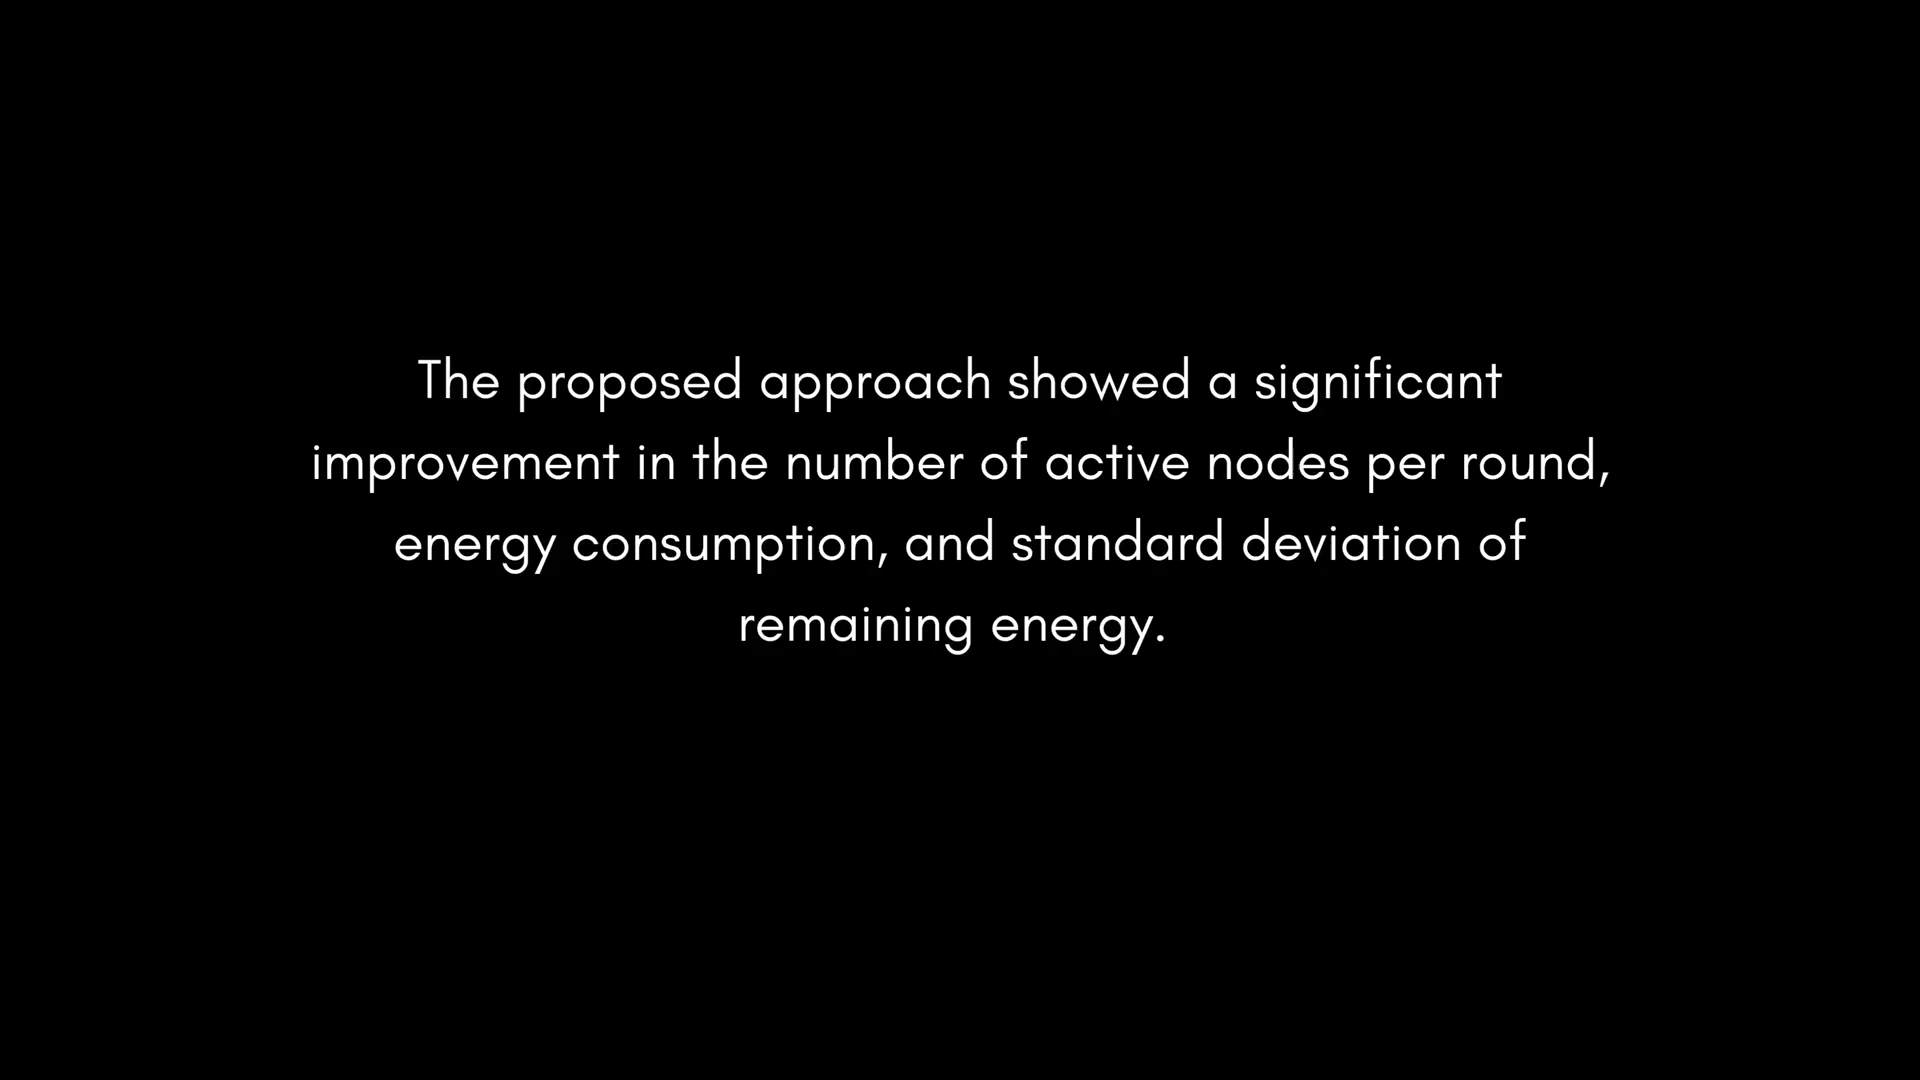 The proposed approach showed a significant
improvement in the number of active nodes per round,
energy consumption, and standard deviation of
remaining energy.